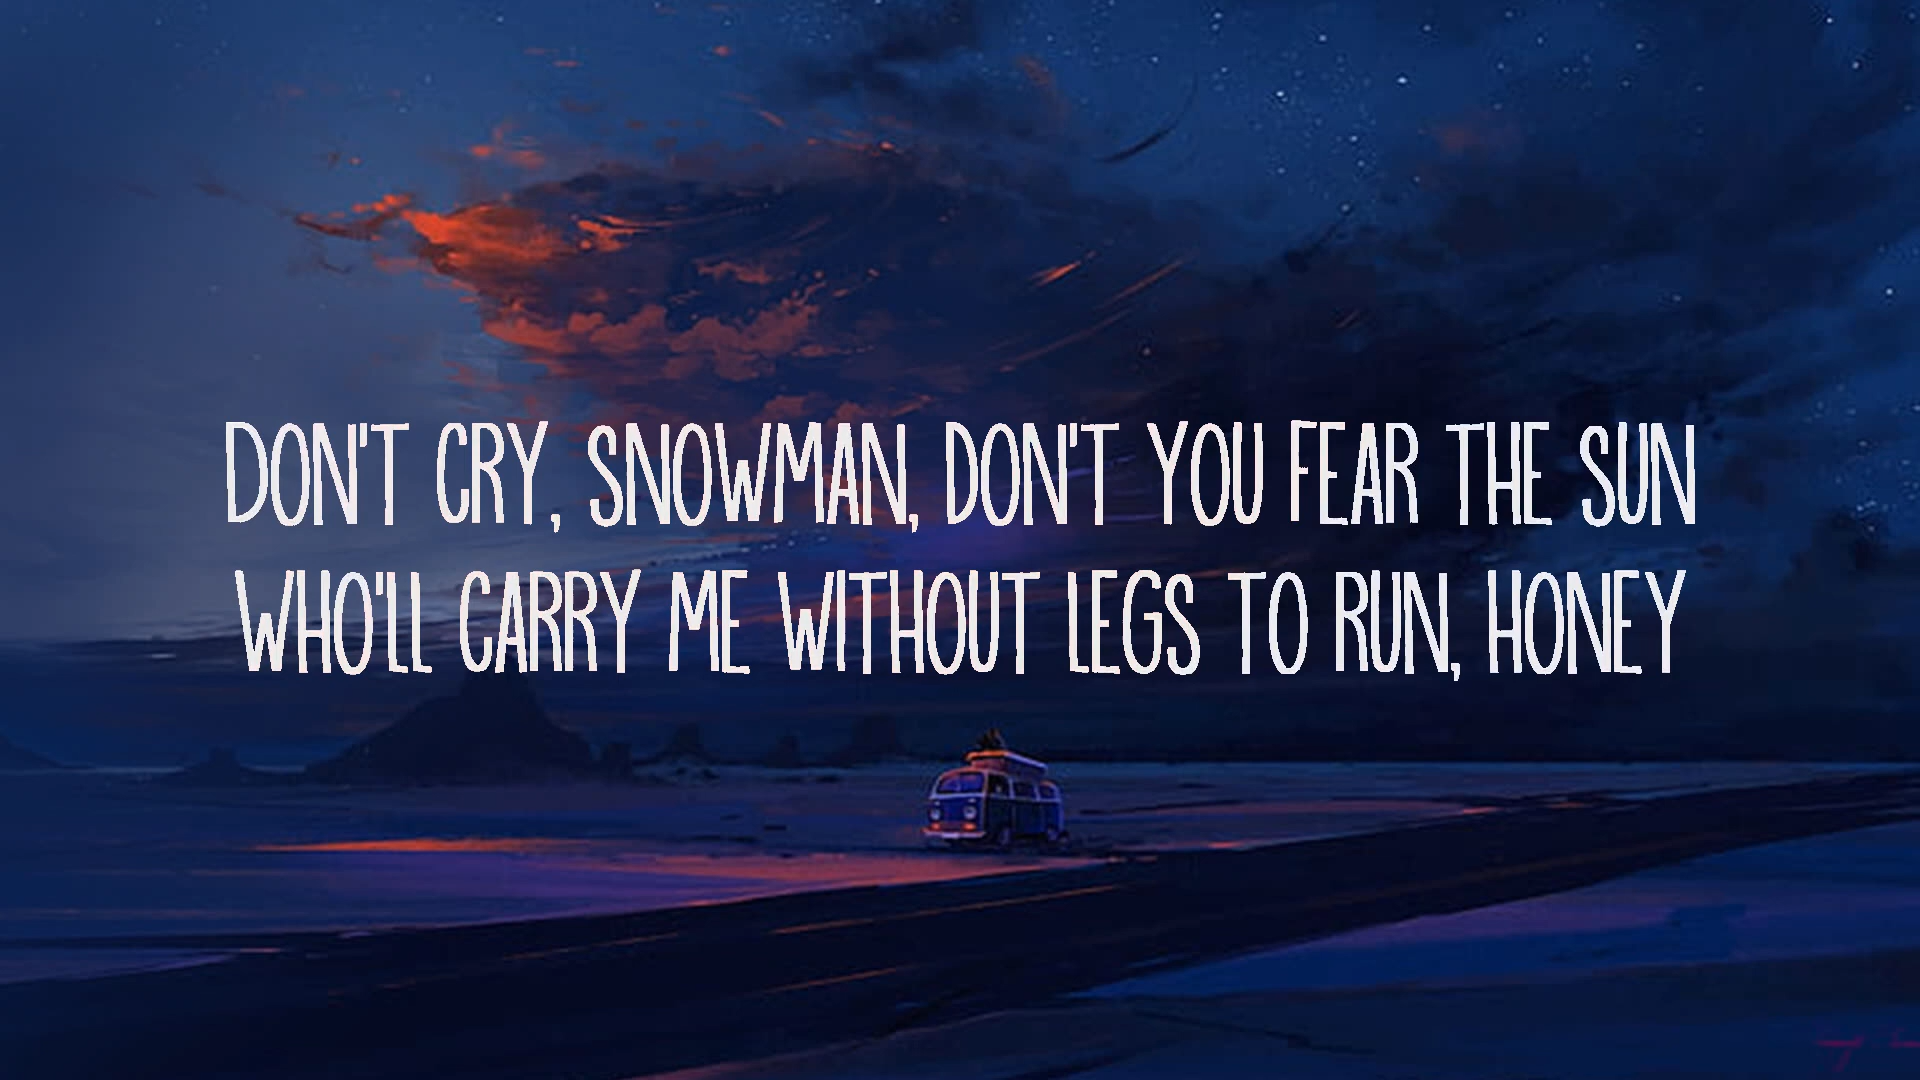 DON'T CRY, SNOWMAN, DON'T YOU FEAR THE SUN
WHO'LL CARRY ME WITHOUT LEGS TO RUN, HONEY